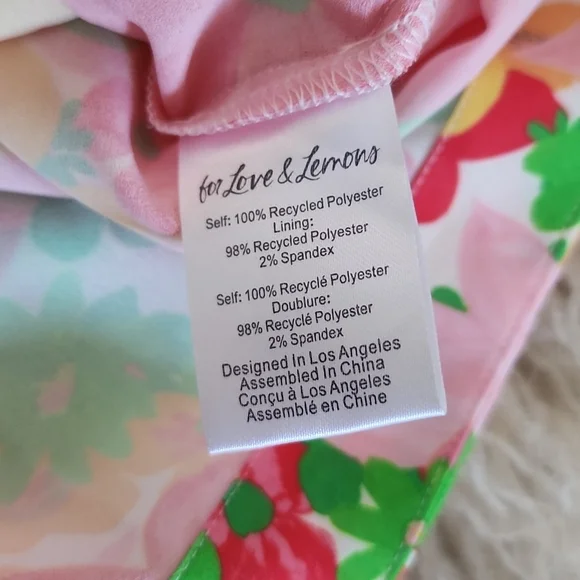 for Love & Lemons
Self: 100% Recycled Polyester
Lining:
98% Recycled Polyester
2% Spandex
Self: 100% Recyclé Polyester
Doublure:
98% Recyclé Polyester
2% Spandex
Designed In Los Angeles
Assembled In China
Conçu à Los Angeles
Assemblé en Chine